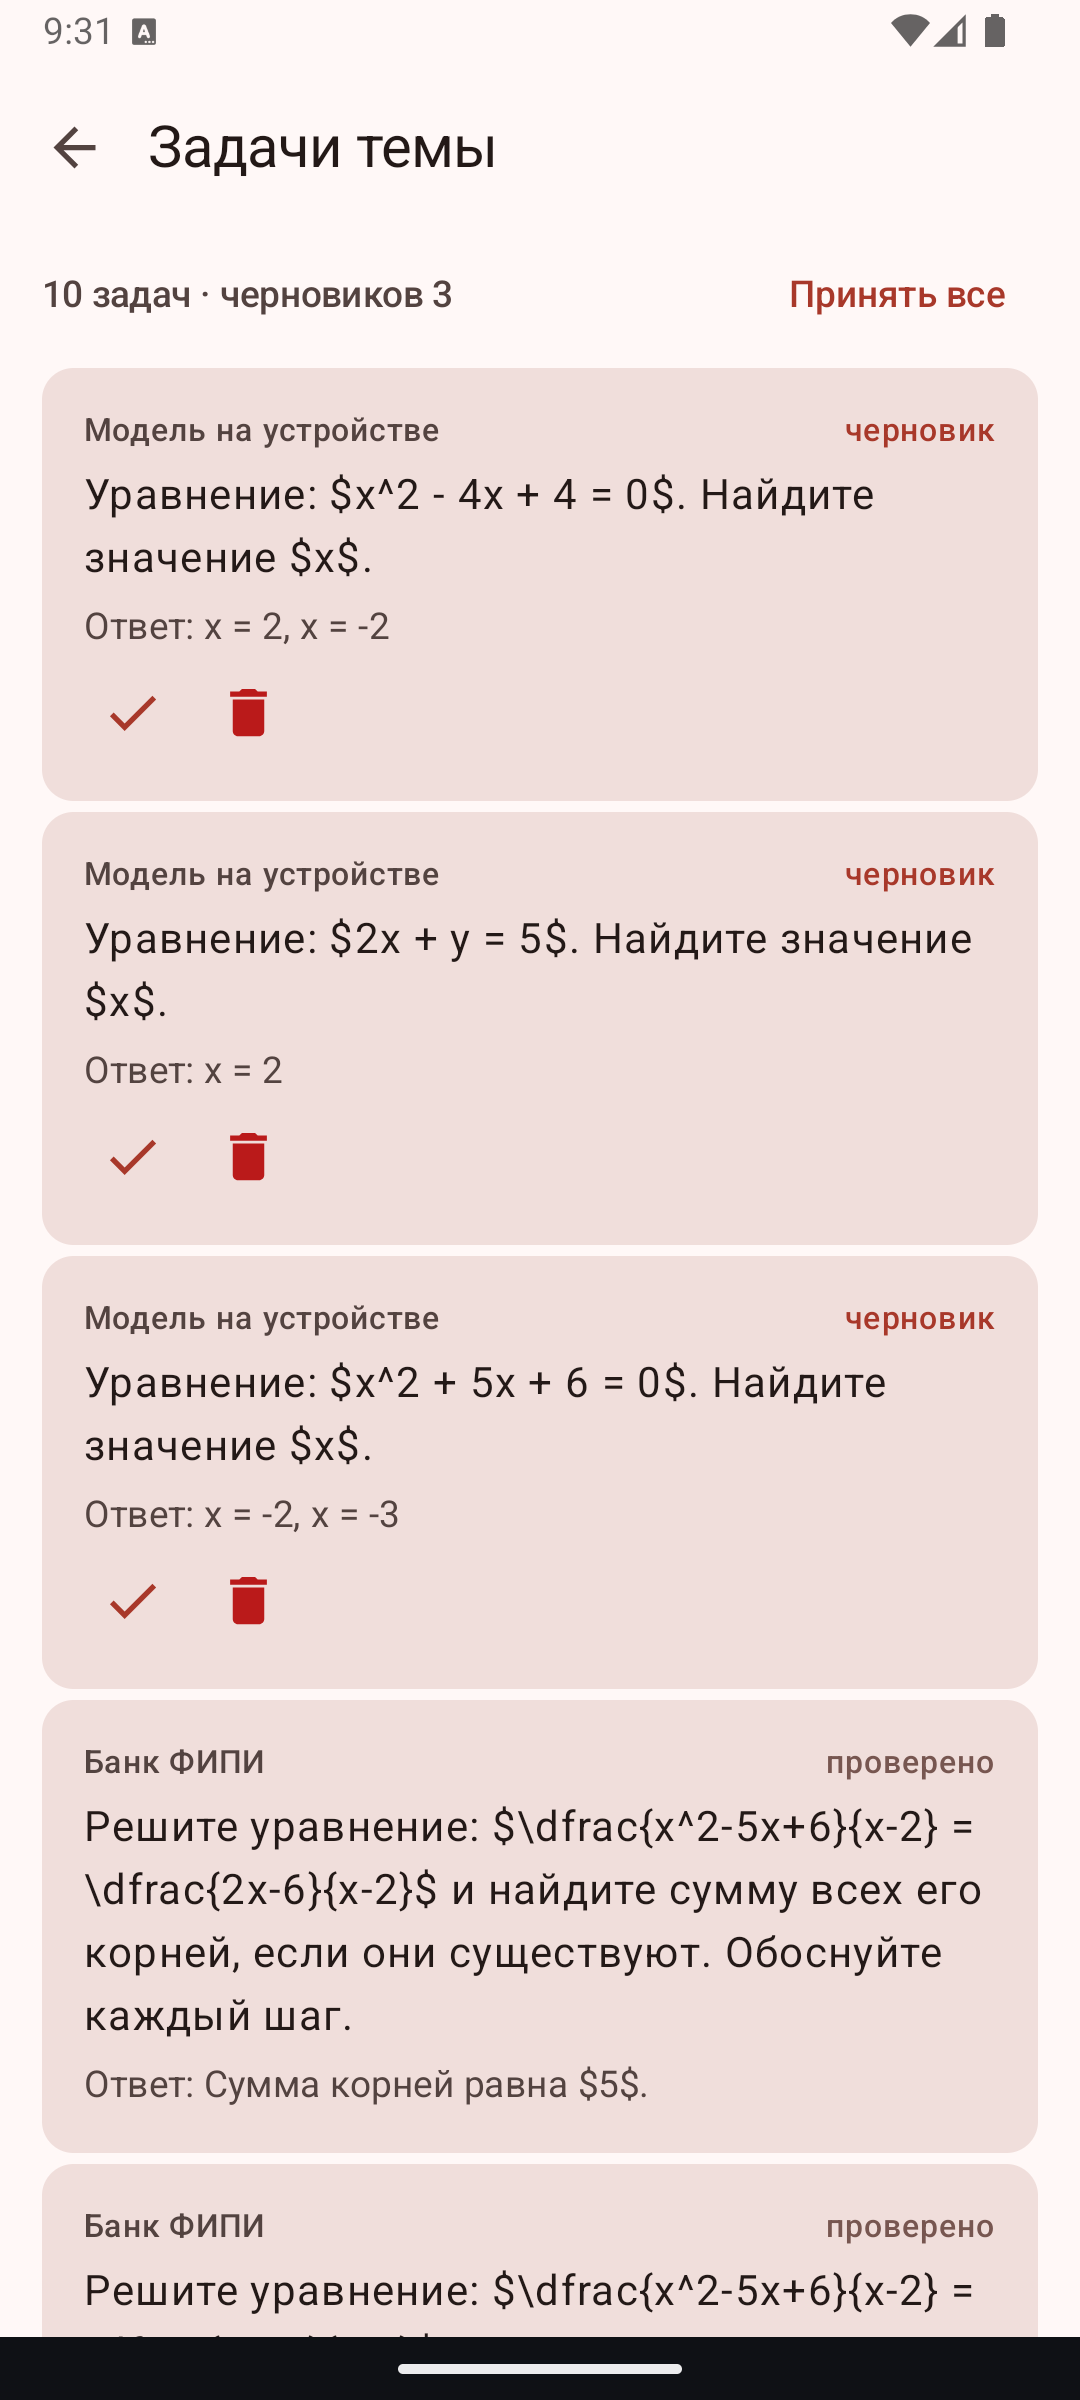 9:31
Задачи темы
10 задач · черновиков 3
Принять все
Модель на устройстве
черновик
Уравнение: $x^2 - 4x + 4 = 0$. Найдите
значение $x$.
Ответ: x = 2, x = -2
Модель на устройстве
черновик
Уравнение: $2x + y = 5$. Найдите значение
$x$.
Ответ: x = 2
Модель на устройстве
черновик
Уравнение: $x^2 + 5x + 6 = 0$. Найдите
значение $x$.
Ответ: x = -2, x = -3
Банк ФИПИ
проверено
Решите уравнение: $\dfrac{x^2-5x+6}{x-2} =
\dfrac{2x-6}{x-2}$ и найдите сумму всех его
корней, если они существуют. Обоснуйте
каждый шаг.
Ответ: Сумма корней равна $5$.
Банк ФИПИ
проверено
Решите уравнение: $\dfrac{x^2-5x+6}{x-2} =